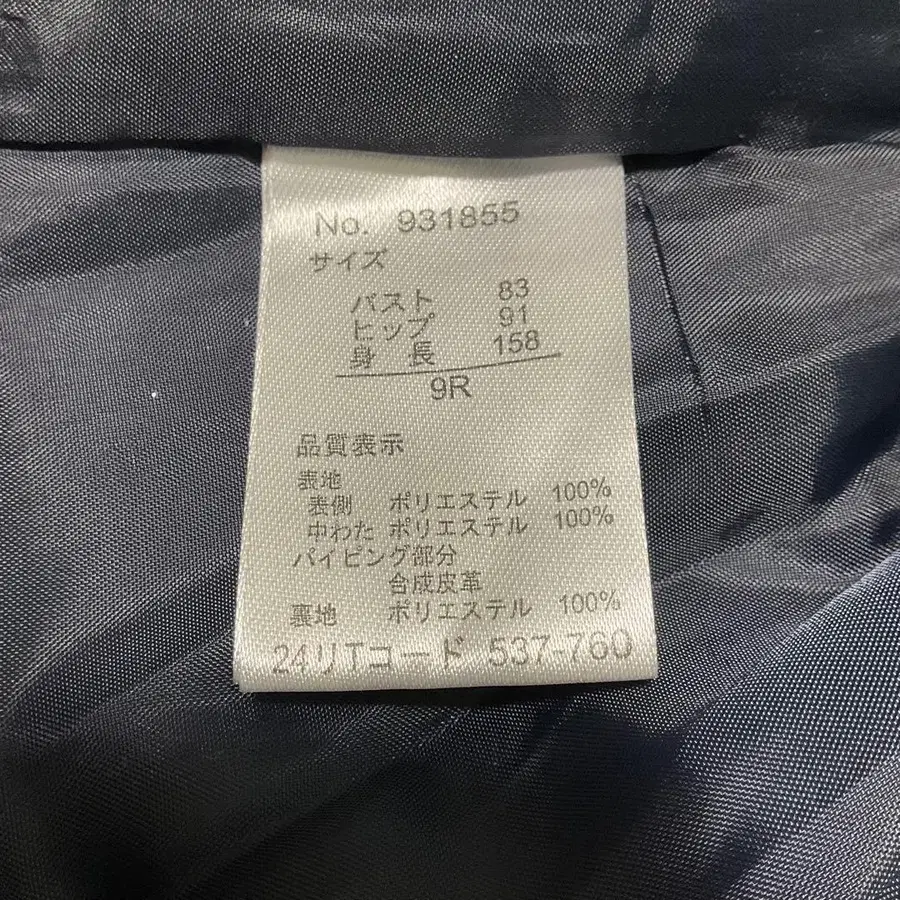 No. 931855
サイズ
バスト 83
ヒップ 91
身 長 158
9R
品質表示
表地
表側 ポリエステル 100%
中わた ポリエステル 100%
パイピング部分
合成皮革
裏地 ポリエステル 100%
24リTコード 537-760